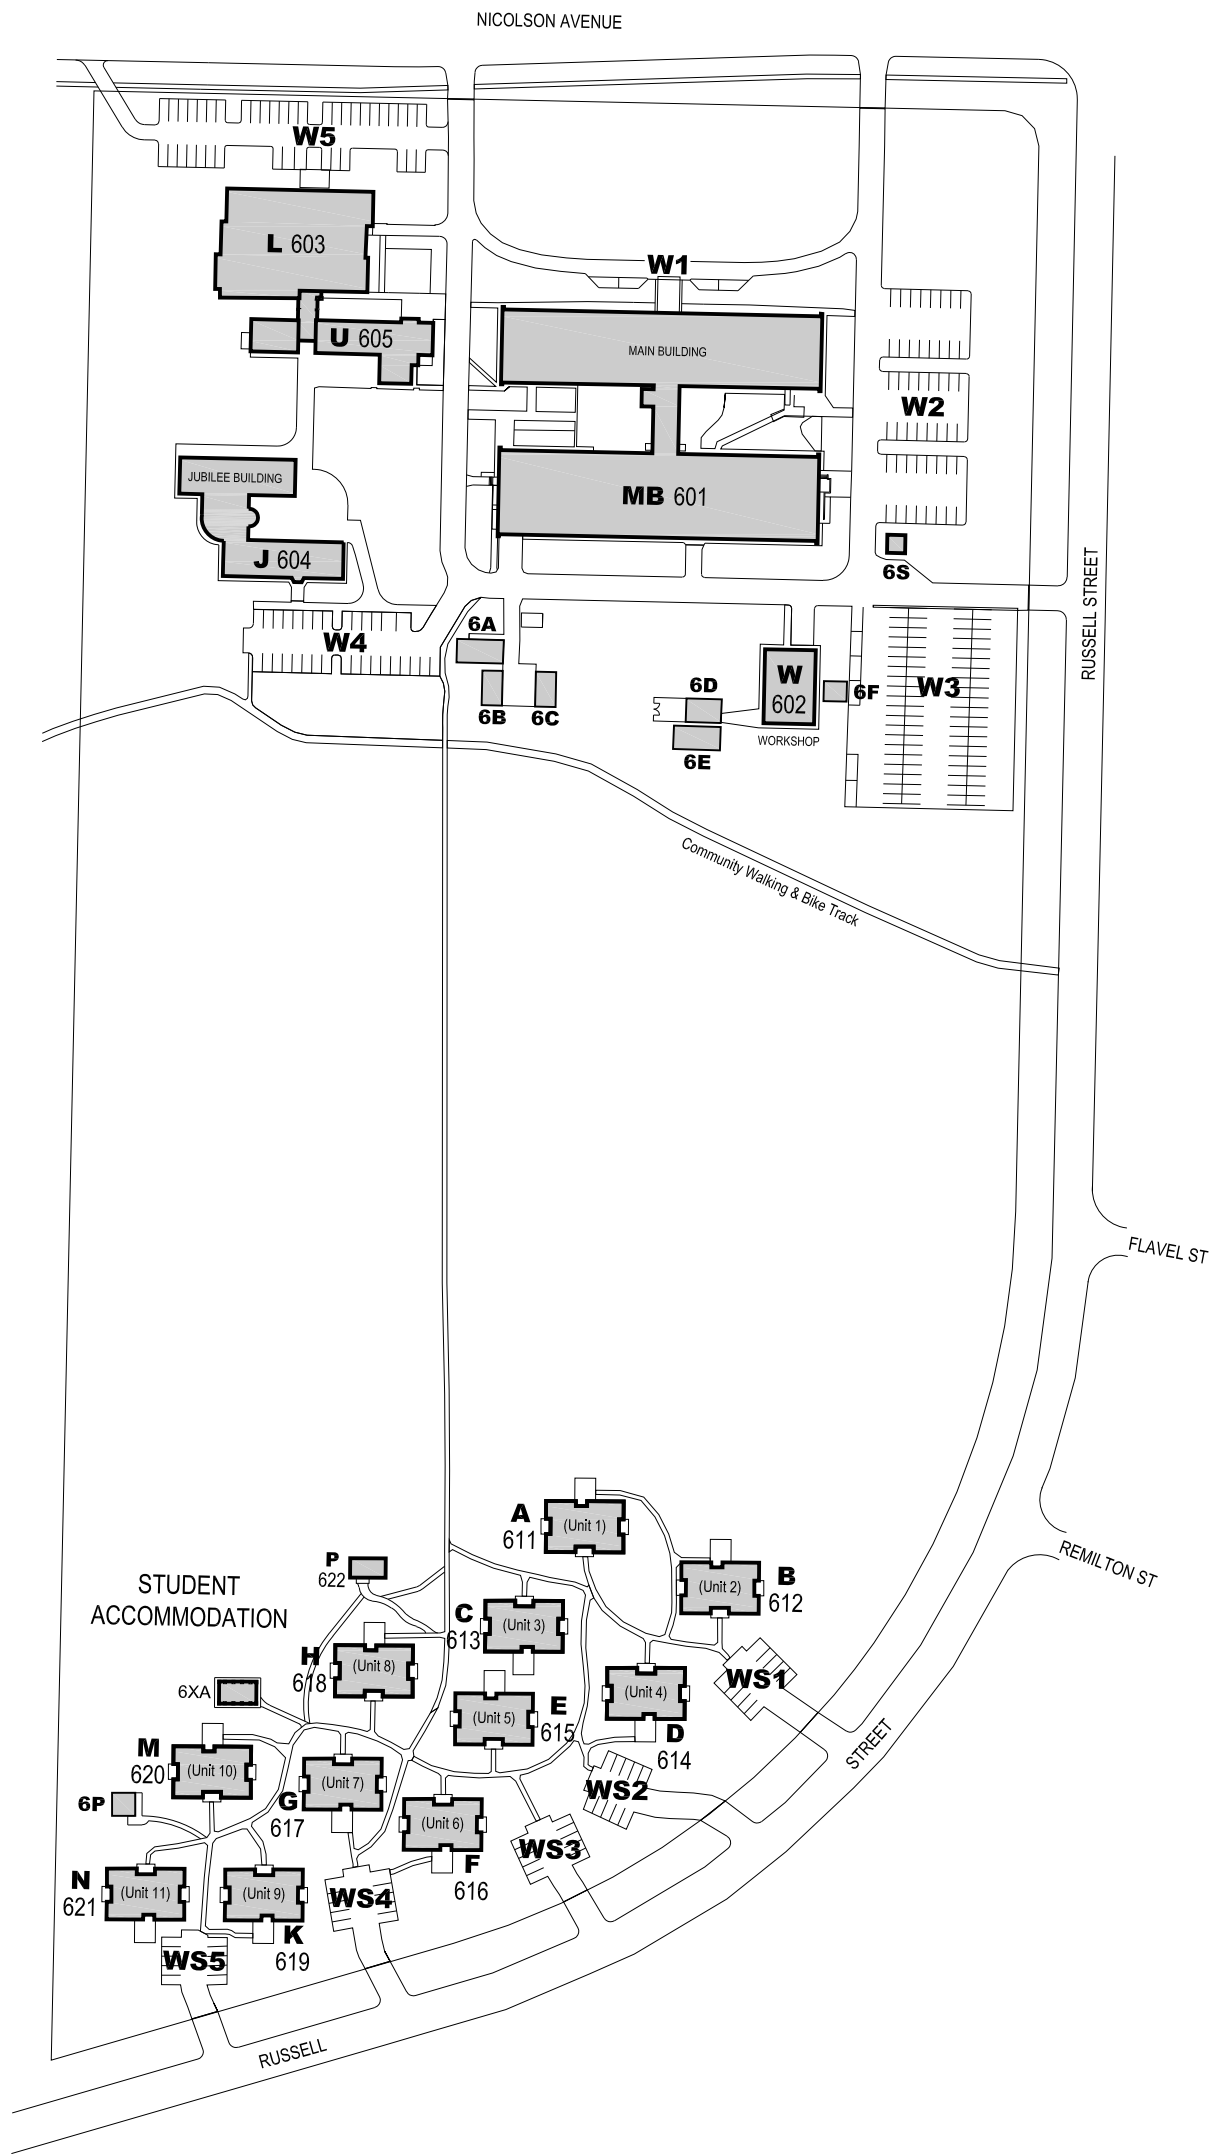 NICOLSON AVENUE
W5
L 603
W1
U 605
MAIN BUILDING
W2
JUBILEE BUILDING
MB 601
J 604
6S
RUSSELL STREET
6A
W4
W
602
6D
6F
W3
6B
6C
WORKSHOP
6E
Community Walking & Bike Track
FLAVEL ST
REMILTON ST
A
611
(Unit 1)
P
622
B
612
(Unit 2)
STUDENT
ACCOMMODATION
C
613
(Unit 3)
H
618
(Unit 8)
WS1
6XA
(Unit 4)
E
615
(Unit 5)
D
614
STREET
M
620
(Unit 10)
(Unit 7)
WS2
6P
G
617
(Unit 6)
WS3
F
616
N
621
(Unit 11)
(Unit 9)
WS4
K
619
WS5
RUSSELL